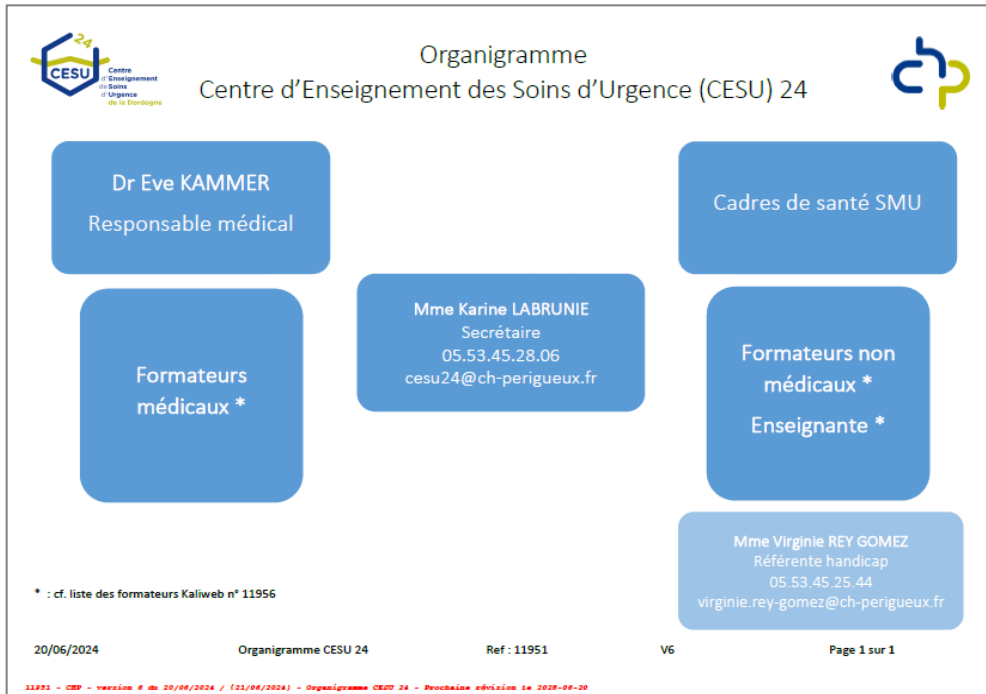 24
CESU
Centre
d'Enseignement
de Soins
d'Urgence
de la Dordogne
Organigramme
Centre d'Enseignement des Soins d'Urgence (CESU) 24
chp
Dr Eve KAMMER
Responsable médical
Cadres de santé SMU
Mme Karine LABRUNIE
Secrétaire
05.53.45.28.06
cesu24@ch-perigueux.fr
Formateurs
médicaux *
Formateurs non
médicaux *
Enseignante *
Mme Virginie REY GOMEZ
Référente handicap
05.53.45.25.44
virginie.rey-gomez@ch-perigueux.fr
* : cf. liste des formateurs Kaliweb n° 11956
20/06/2024 Organigramme CESU 24 Ref : 11951 V6 Page 1 sur 1
11951 - CHP - version 6 du 20/06/2024 / (21/06/2024) - Organigramme CESU 24 - Prochaine révision le 2028-06-20